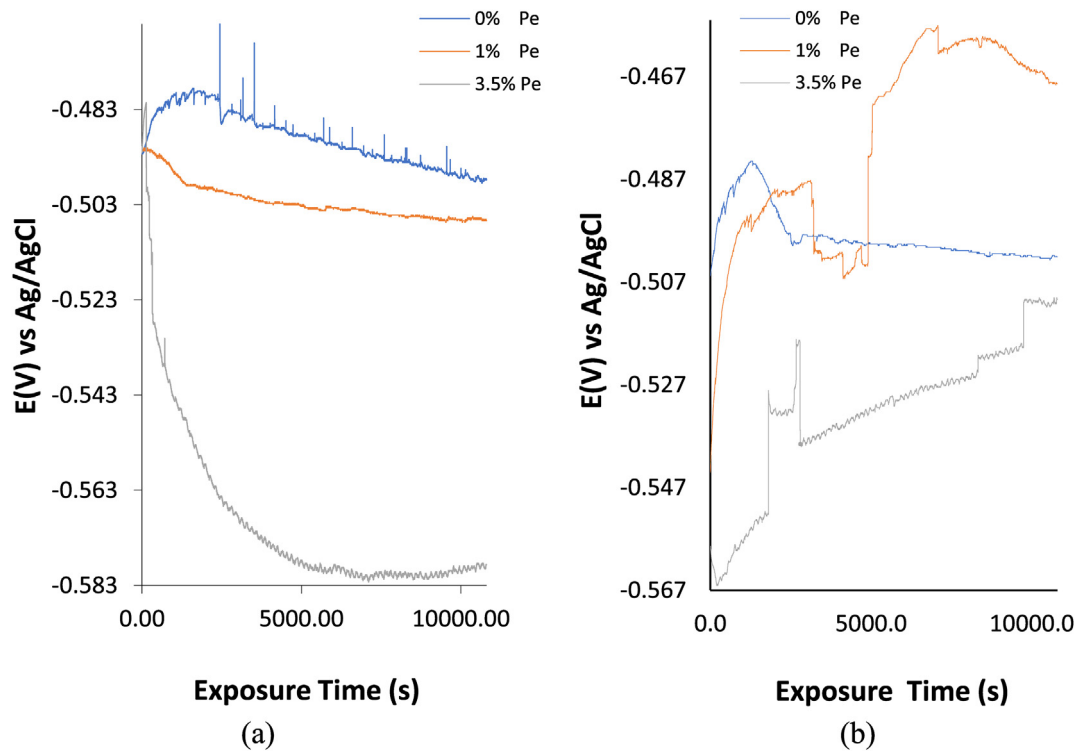 0% Pe
1% Pe
3.5% Pe
-0.483
-0.503
-0.523
-0.543
-0.563
-0.583
E(V) vs Ag/AgCl
0.00
5000.00
10000.00
Exposure Time (s)
(a)
0% Pe
1% Pe
3.5% Pe
-0.467
-0.487
-0.507
-0.527
-0.547
-0.567
E(V) vs Ag/AgCl
0.0
5000.0
10000.0
Exposure Time (s)
(b)